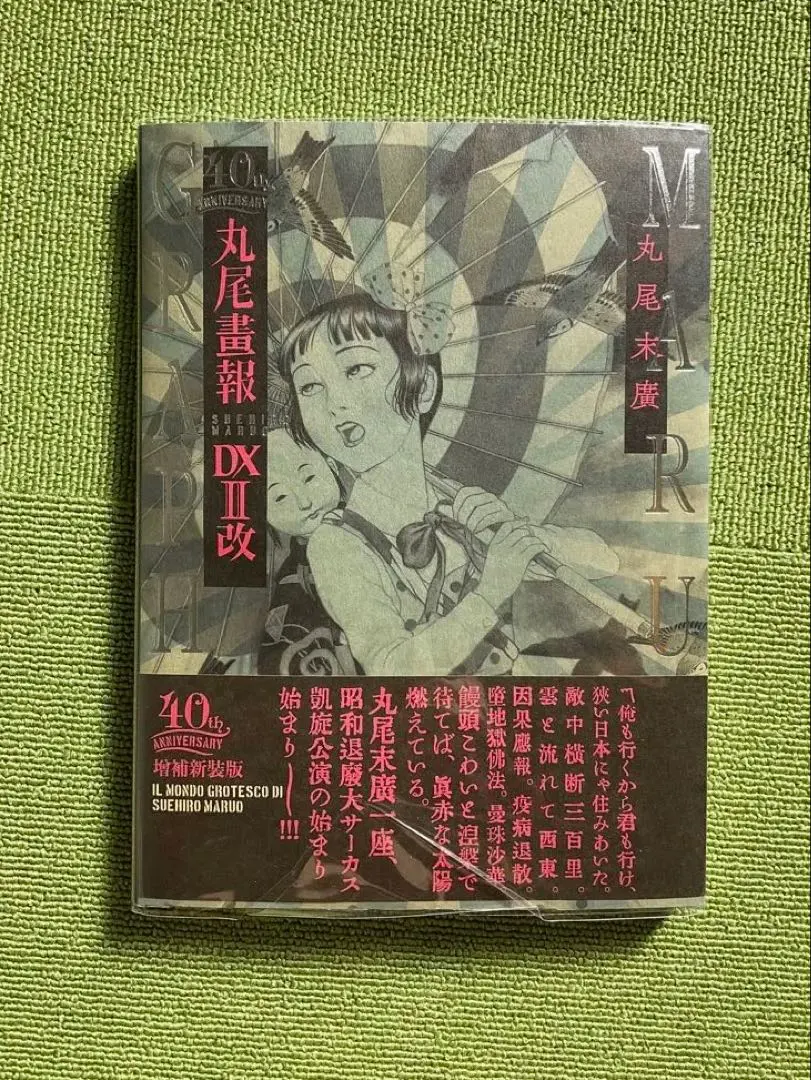 MARU
GRAPH
丸尾末廣
40th
ANNIVERSARY
丸尾畫報
SUEHI
MARUO
DXⅡ改
「俺も行くから君も行け、
狭い日本にゃ住みあいた。
敵中横断三百里。
雲と流れて西東。
因果應報。疫病退散。
墮地獄佛法。曼珠沙華
饅頭こわいと涅槃で
待てば、眞赤な太陽
燃えている。
丸尾末廣一座、
昭和退廢大サーカス
凱旋公演の始まり
始まり〜!!!
40th
ANNIVERSARY
增補新裝版
IL MONDO GROTESCO DI
SUEHIRO MARUO